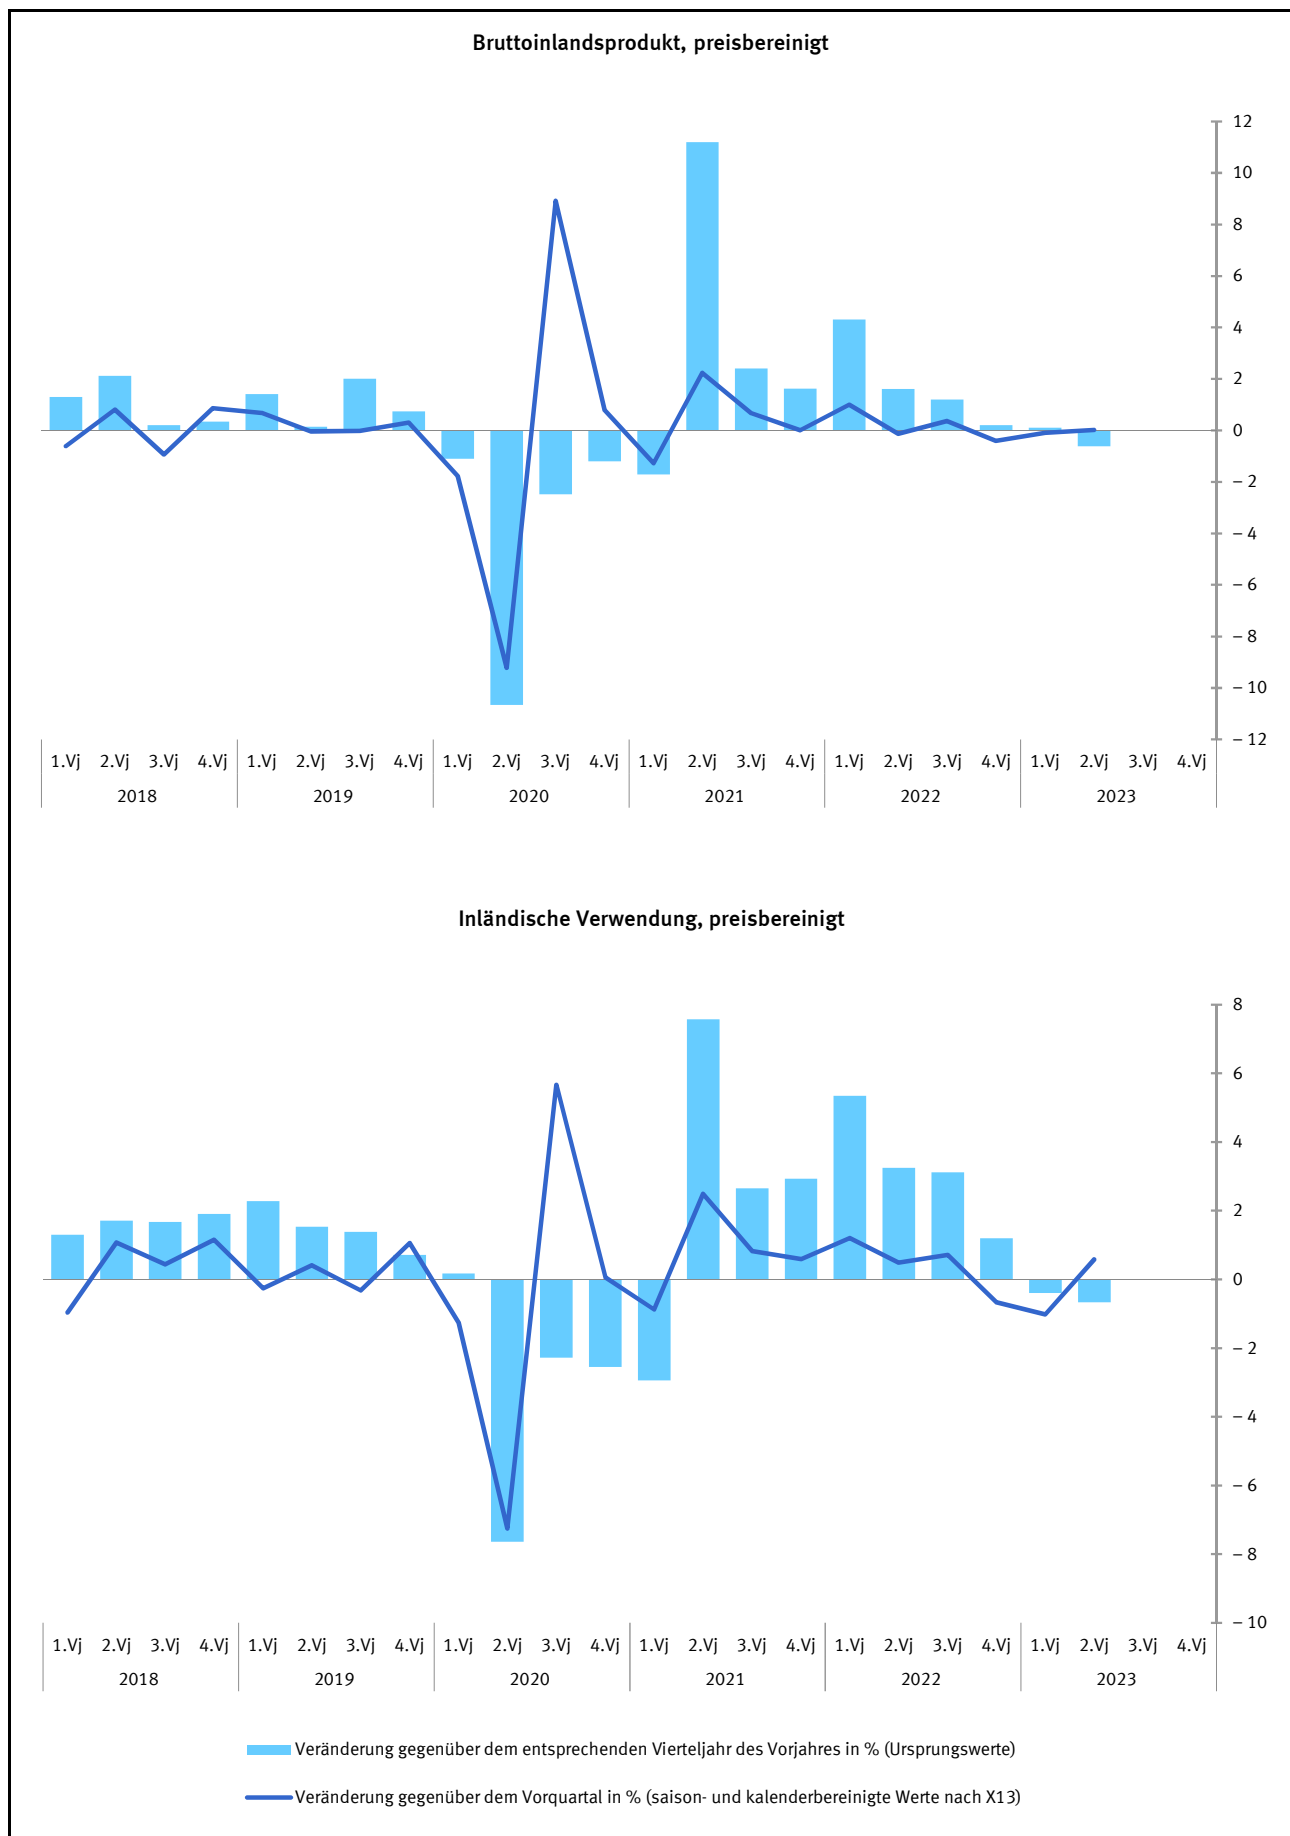 Bruttoinlandsprodukt, preisbereinigt
12
10
8
6
4
2
0
– 2
– 4
– 6
– 8
– 10
– 12
1.Vj 2.Vj 3.Vj 4.Vj 1.Vj 2.Vj 3.Vj 4.Vj 1.Vj 2.Vj 3.Vj 4.Vj 1.Vj 2.Vj 3.Vj 4.Vj 1.Vj 2.Vj 3.Vj 4.Vj 1.Vj 2.Vj 3.Vj 4.Vj
2018 2019 2020 2021 2022 2023
Inländische Verwendung, preisbereinigt
8
6
4
2
0
– 2
– 4
– 6
– 8
– 10
1.Vj 2.Vj 3.Vj 4.Vj 1.Vj 2.Vj 3.Vj 4.Vj 1.Vj 2.Vj 3.Vj 4.Vj 1.Vj 2.Vj 3.Vj 4.Vj 1.Vj 2.Vj 3.Vj 4.Vj 1.Vj 2.Vj 3.Vj 4.Vj
2018 2019 2020 2021 2022 2023
Veränderung gegenüber dem entsprechenden Vierteljahr des Vorjahres in % (Ursprungswerte)
Veränderung gegenüber dem Vorquartal in % (saison- und kalenderbereinigte Werte nach X13)